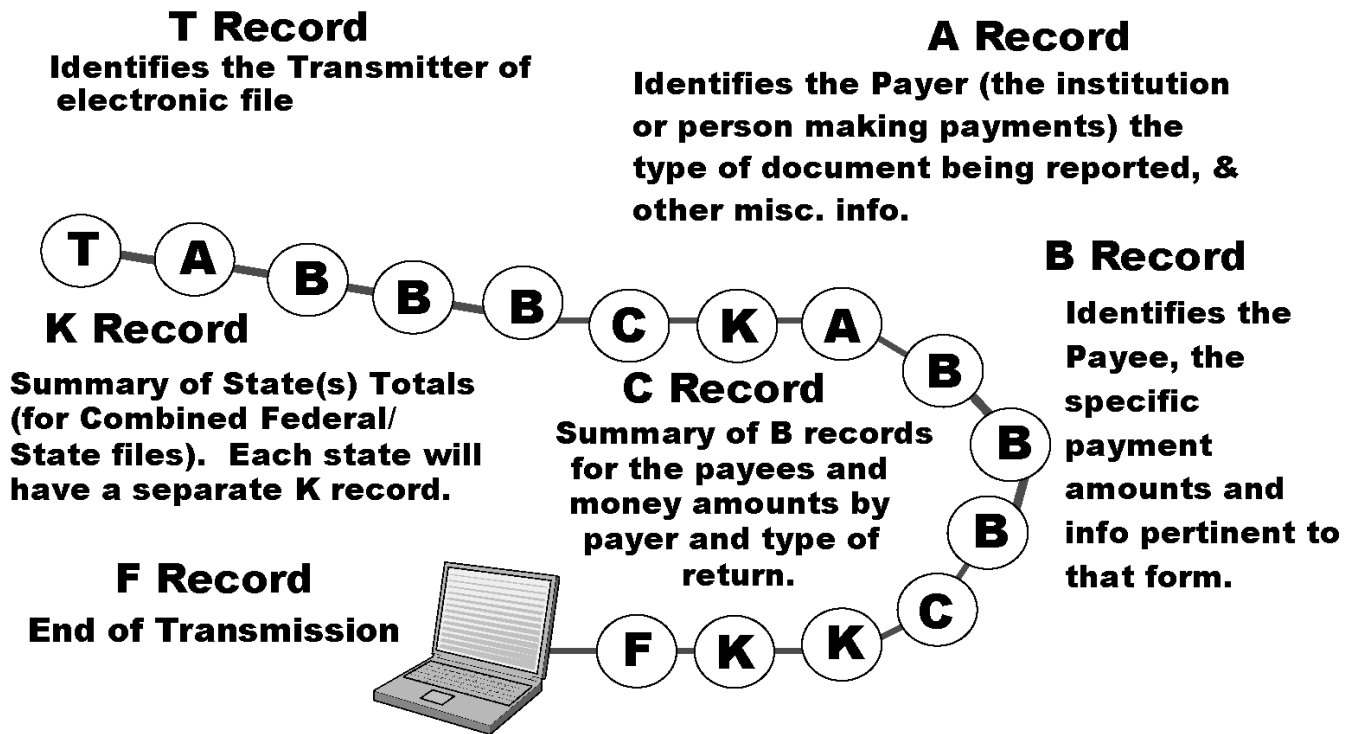 T Record
Identifies the Transmitter of
electronic file
A Record
Identifies the Payer (the institution
or person making payments) the
type of document being reported, &
other misc. info.
T A B B B C K A B B B C K K F
B Record
Identifies the
Payee, the
specific
payment
amounts and
info pertinent to
that form.
K Record
Summary of State(s) Totals
(for Combined Federal/
State files). Each state will
have a separate K record.
C Record
Summary of B records
for the payees and
money amounts by
payer and type of
return.
F Record
End of Transmission